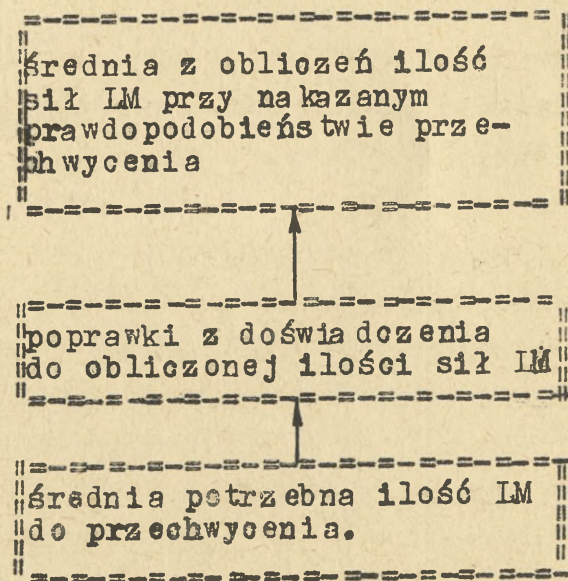 średnia z obliczeń ilość
sił LM przy nakazanym
prawdopodobieństwie prze-
chwycenia
poprawki z doświadczenia
do obliczonej ilości sił LM
średnia potrzebna ilość LM
do przechwycenia.